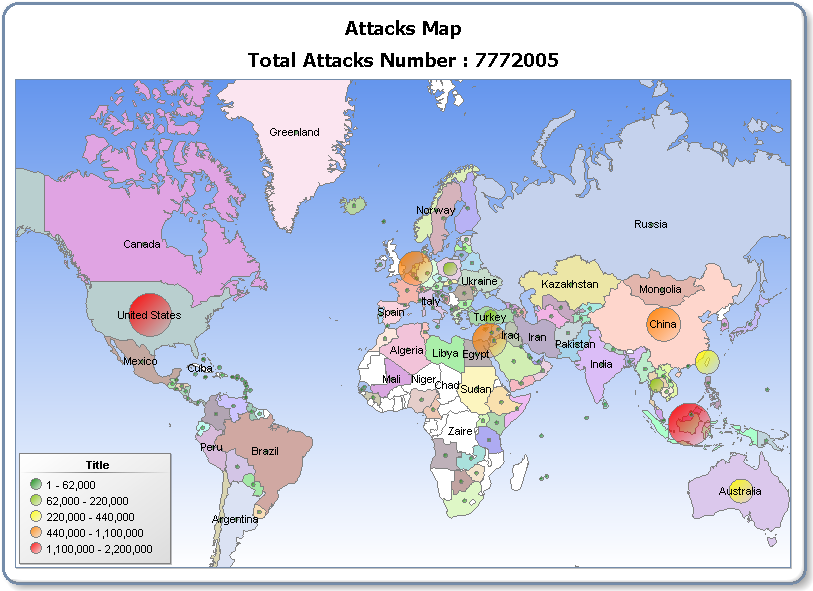 Attacks Map
Total Attacks Number : 7772005
Greenland
Norway
Russia
Canada
Ukraine
Kazakhstan
Mongolia
United States
Italy
Spain
Turkey
China
Iraq
Iran
Pakistan
Algeria
Libya
Egypt
India
Mexico
Cuba
Mali
Niger
Chad
Sudan
Zaire
Peru
Brazil
Australia
Argentina
Title
1 - 62,000
62,000 - 220,000
220,000 - 440,000
440,000 - 1,100,000
1,100,000 - 2,200,000